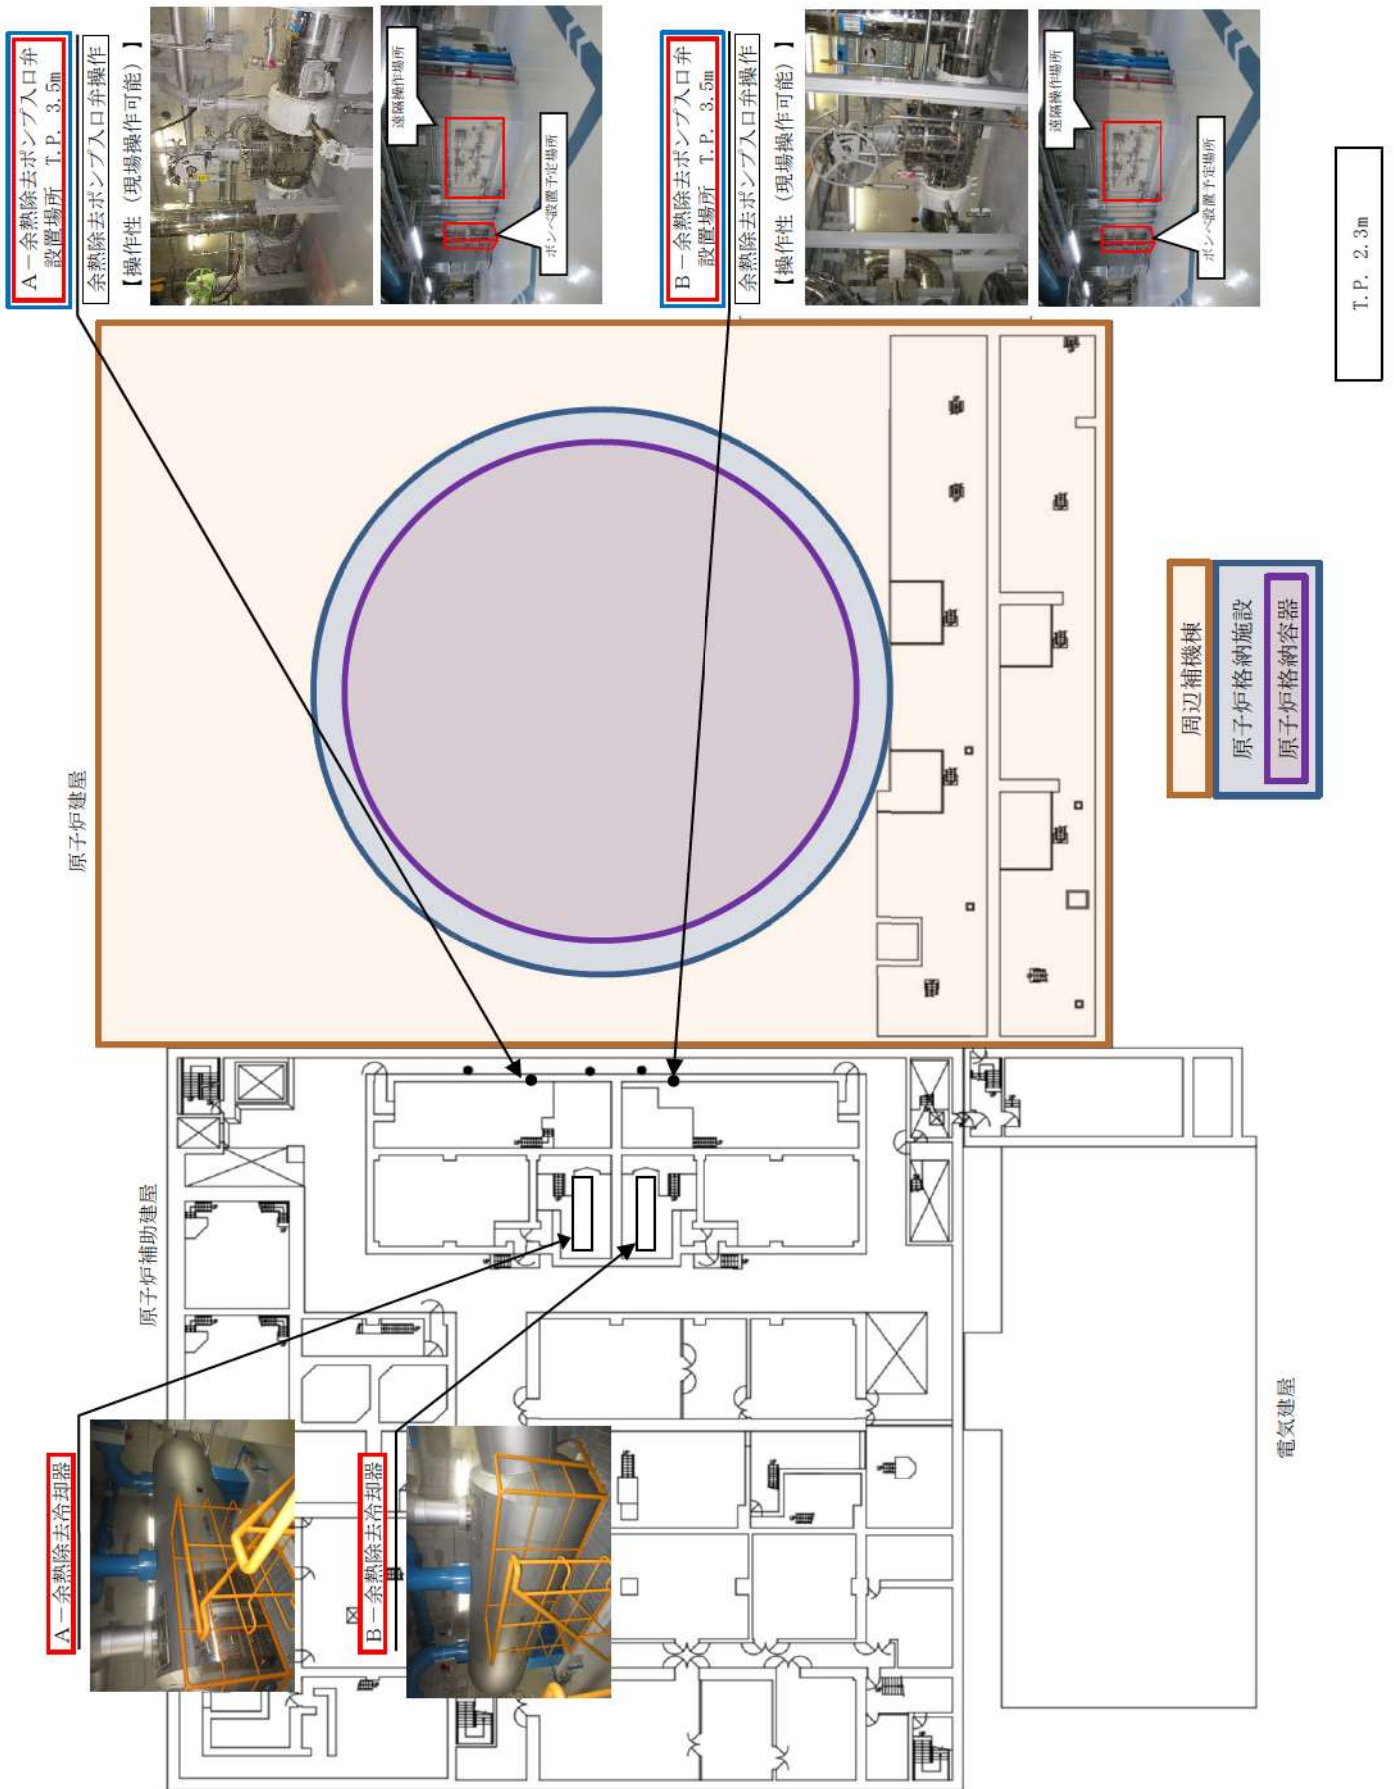 A－余熱除去冷却器
B－余熱除去冷却器
原子炉補助建屋
電気建屋
原子炉建屋
A－余熱除去ポンプ入口弁
設置場所 T.P. 3.5m
余熱除去ポンプ入口弁操作
【操作性（現場操作可能）】
遠隔操作場所
ボンベ設置予定場所
B－余熱除去ポンプ入口弁
設置場所 T.P. 3.5m
余熱除去ポンプ入口弁操作
【操作性（現場操作可能）】
遠隔操作場所
ボンベ設置予定場所
周辺補機棟
原子炉格納施設
原子炉格納容器
T.P. 2.3m